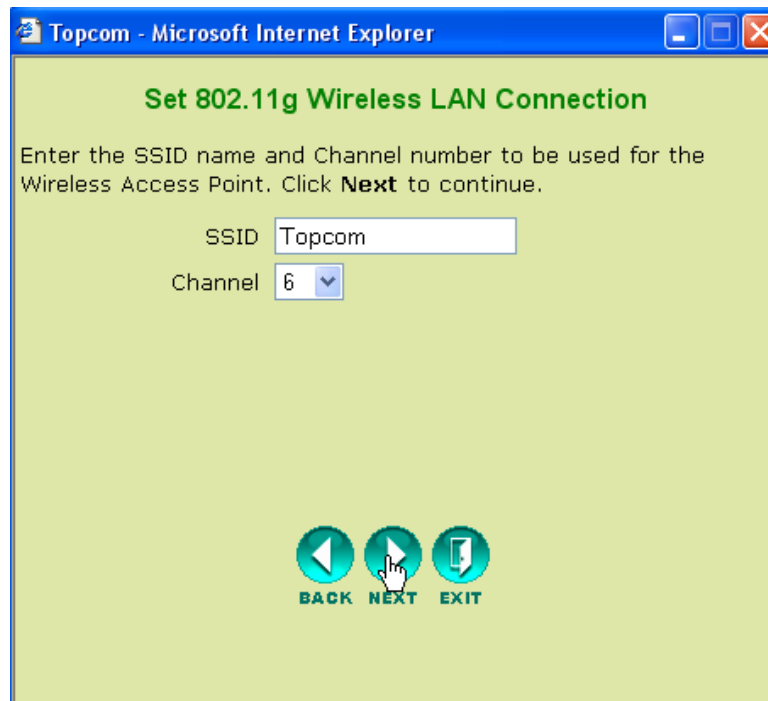 Topcom - Microsoft Internet Explorer
Set 802.11g Wireless LAN Connection
Enter the SSID name and Channel number to be used for the
Wireless Access Point. Click Next to continue.
SSID Topcom
Channel 6
BACK NEXT EXIT